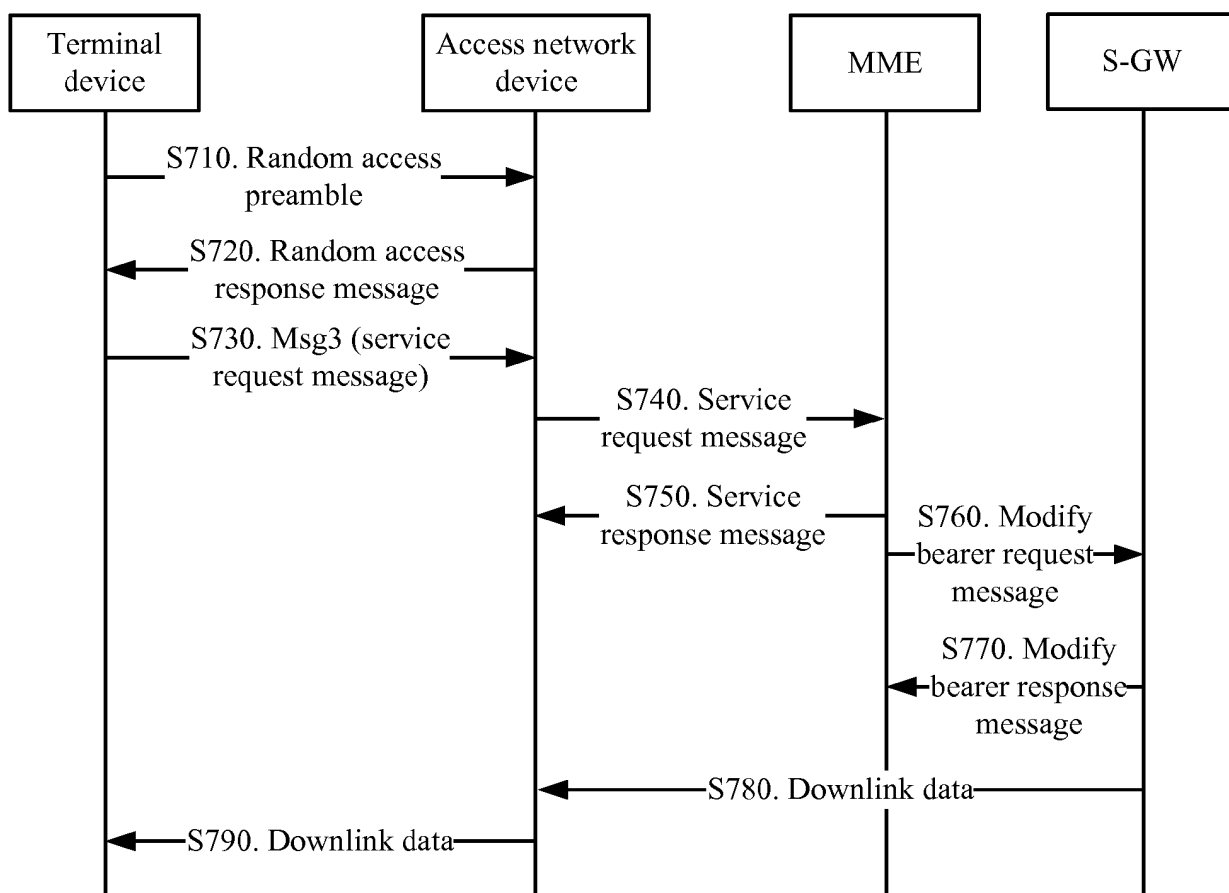 Terminal
device
Access network
device
MME
S-GW
S710. Random access
preamble
S720. Random access
response message
S730. Msg3 (service
request message)
S740. Service
request message
S750. Service
response message
S760. Modify
bearer request
message
S770. Modify
bearer response
message
S780. Downlink data
S790. Downlink data